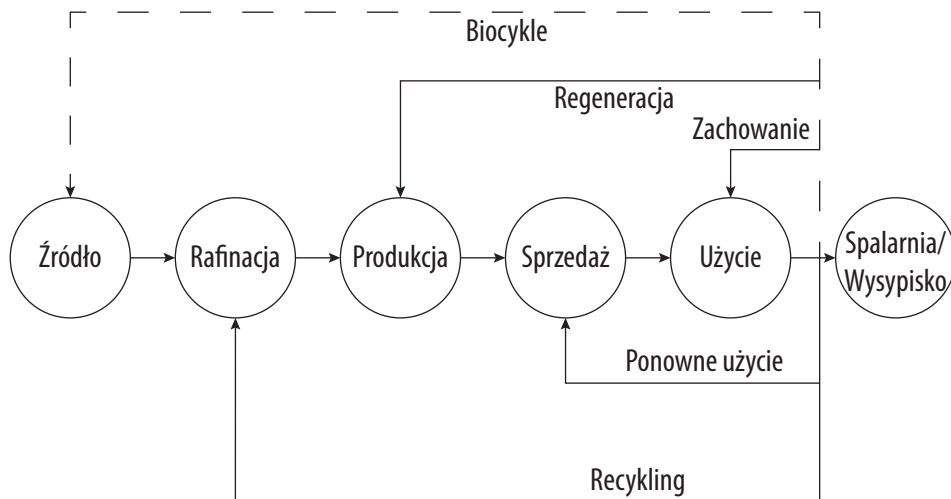 Biocykle
Regeneracja
Zachowanie
Źródło
Rafinacja
Produkcja
Sprzedaż
Użycie
Spalarnia/
Wysypisko
Ponowne użycie
Recykling